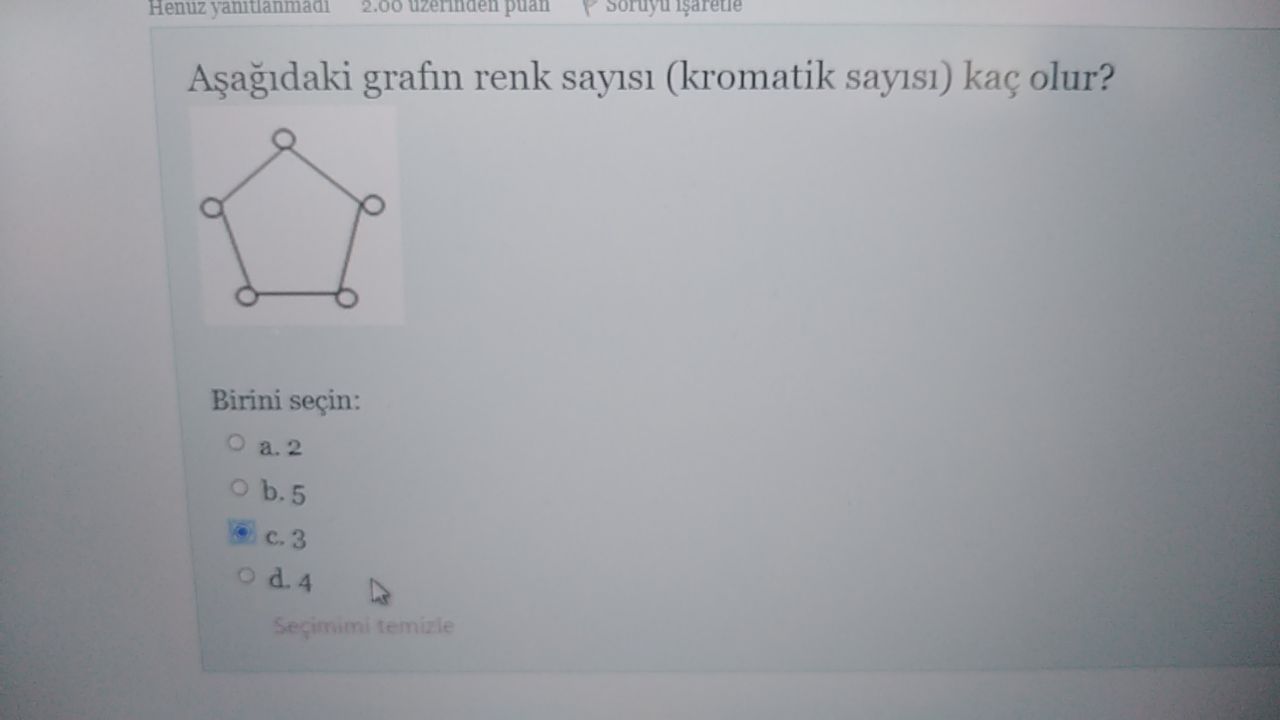 Henüz yanıtlanmadı 2.00 üzerinden puan Soruyu işaretle
Aşağıdaki grafın renk sayısı (kromatik sayısı) kaç olur?
Birini seçin:
a. 2
b. 5
c. 3
d. 4
Seçimimi temizle